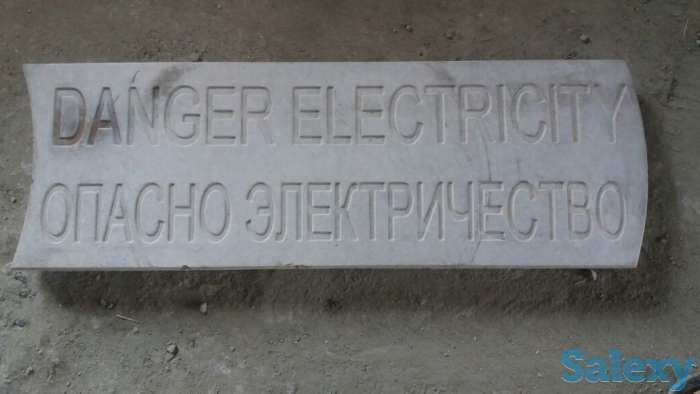 DANGER ELECTRICITY
ОПАСНО ЭЛЕКТРИЧЕСТВО
Salexy